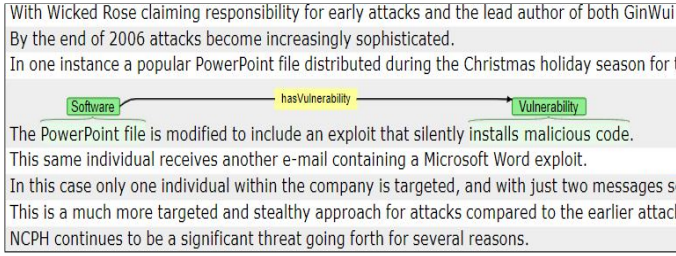 With Wicked Rose claiming responsibility for early attacks and the lead author of both GinWui
By the end of 2006 attacks become increasingly sophisticated.
In one instance a popular PowerPoint file distributed during the Christmas holiday season for
Software hasVulnerability Vulnerability
The PowerPoint file is modified to include an exploit that silently installs malicious code.
This same individual receives another e-mail containing a Microsoft Word exploit.
In this case only one individual within the company is targeted, and with just two messages
This is a much more targeted and stealthy approach for attacks compared to the earlier
NCPH continues to be a significant threat going forth for several reasons.